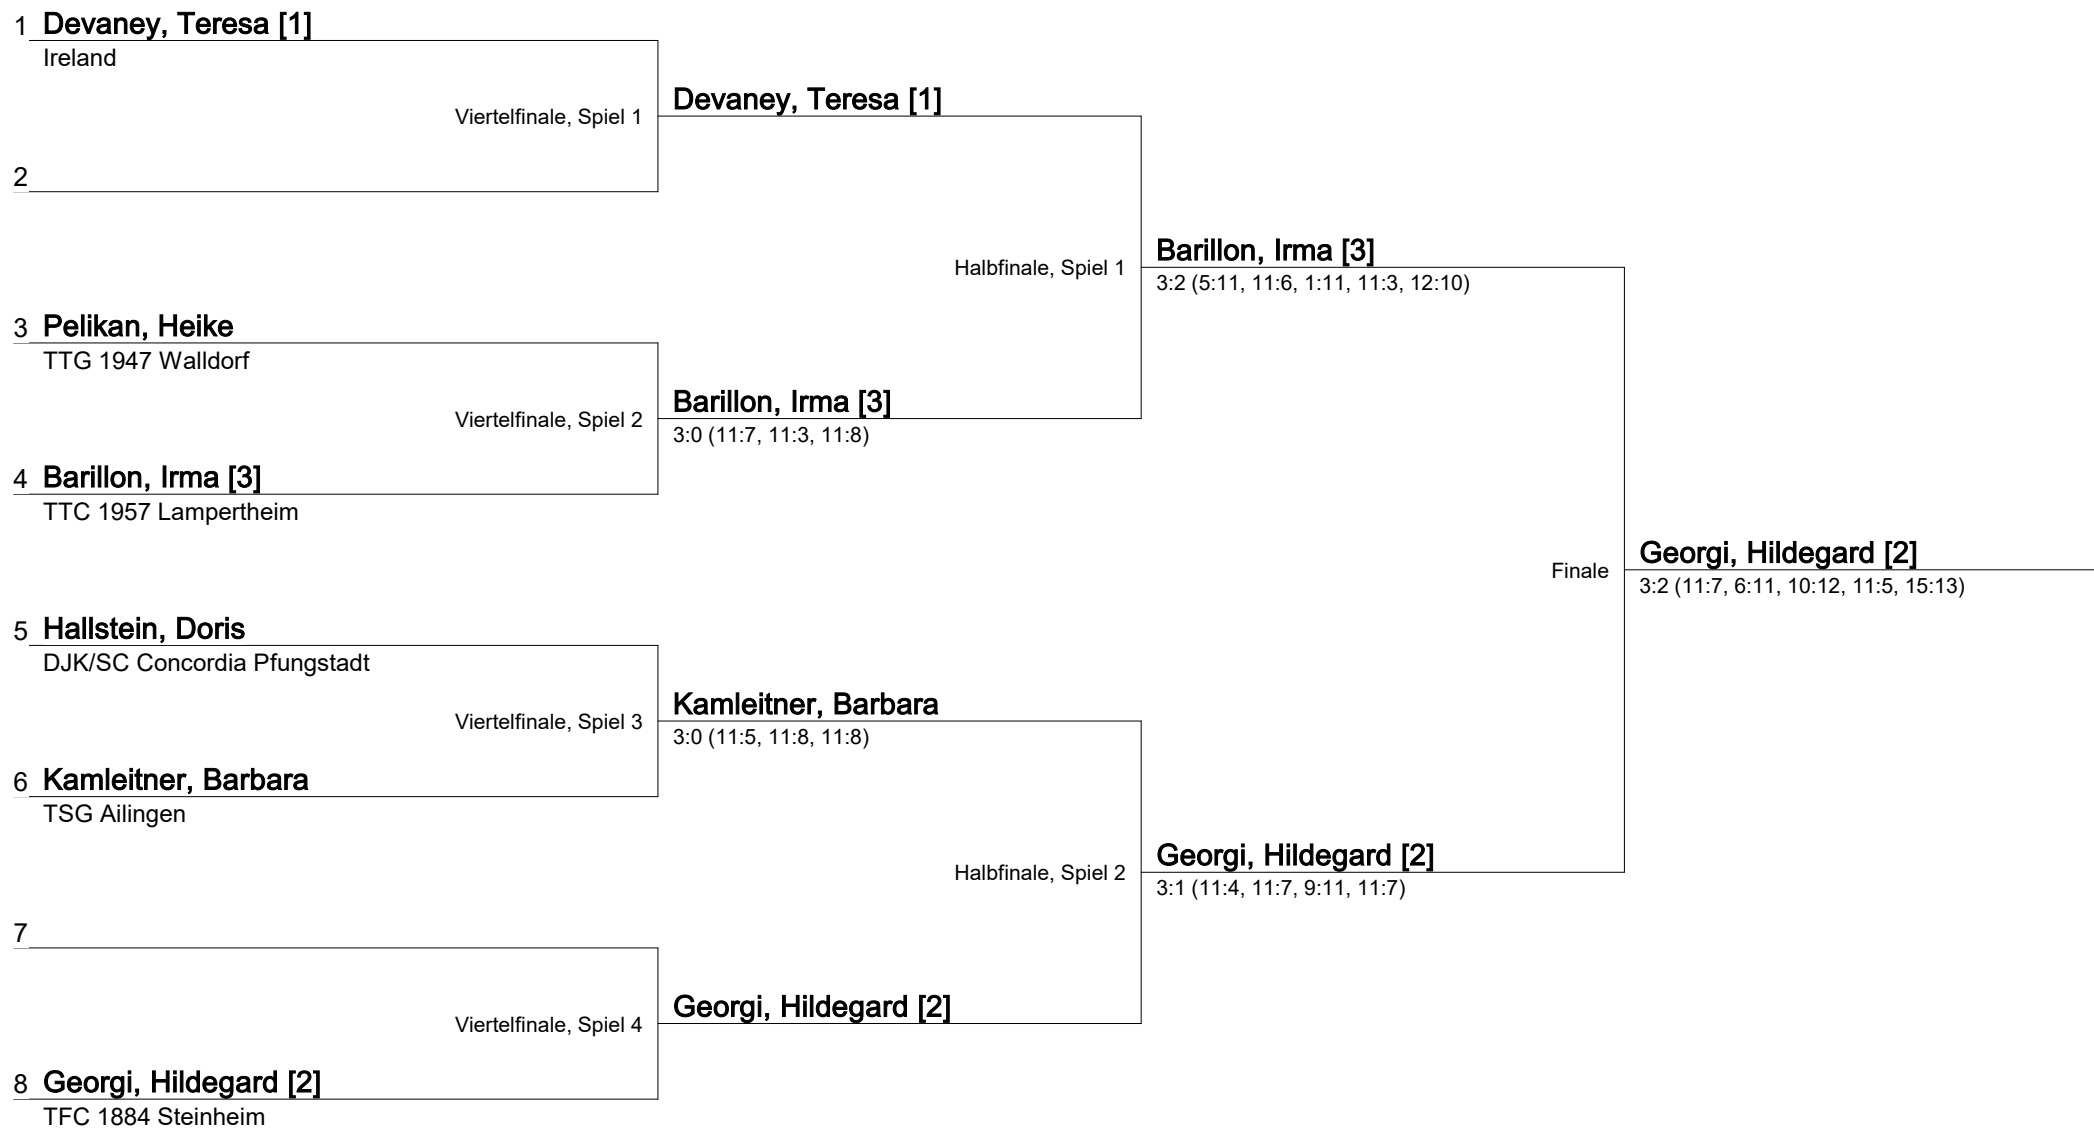 1 Devaney, Teresa [1]
Ireland
Viertelfinale, Spiel 1
Devaney, Teresa [1]
2
Halbfinale, Spiel 1
Barillon, Irma [3]
3:2 (5:11, 11:6, 1:11, 11:3, 12:10)
3 Pelikan, Heike
TTG 1947 Walldorf
Viertelfinale, Spiel 2
Barillon, Irma [3]
3:0 (11:7, 11:3, 11:8)
4 Barillon, Irma [3]
TTC 1957 Lampertheim
Finale
Georgi, Hildegard [2]
3:2 (11:7, 6:11, 10:12, 11:5, 15:13)
5 Hallstein, Doris
DJK/SC Concordia Pfungstadt
Viertelfinale, Spiel 3
Kamleitner, Barbara
3:0 (11:5, 11:8, 11:8)
6 Kamleitner, Barbara
TSG Ailingen
Halbfinale, Spiel 2
Georgi, Hildegard [2]
3:1 (11:4, 11:7, 9:11, 11:7)
7
Viertelfinale, Spiel 4
Georgi, Hildegard [2]
8 Georgi, Hildegard [2]
TFC 1884 Steinheim